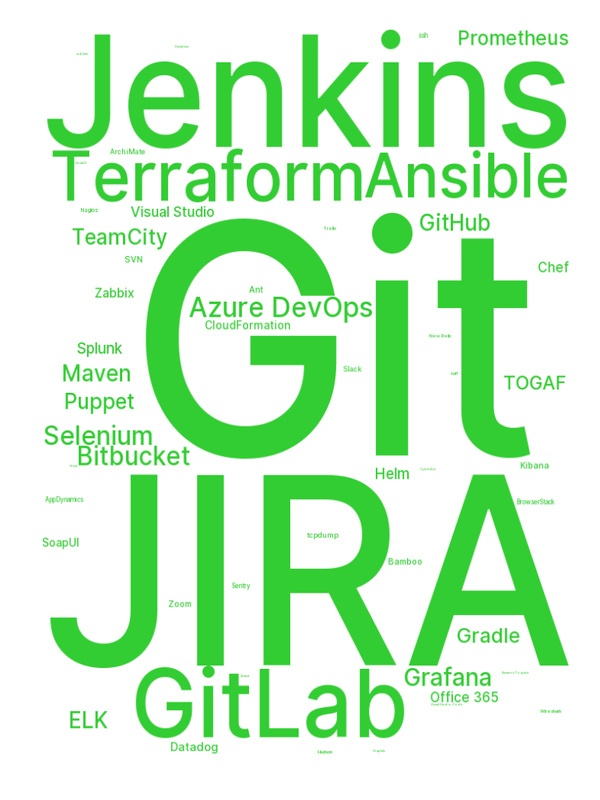 ssh
Prometheus
Jenkins
ArchiMate
Terraform
Ansible
Nagios
Visual Studio
GitHub
TeamCity
SVN
Chef
Git
Ant
Zabbix
Azure DevOps
CloudFormation
Splunk
Slack
Maven
TOGAF
Puppet
Selenium
Bitbucket
Kibana
Helm
AppDynamics
BrowserStack
JIRA
tcpdump
SoapUI
Bamboo
Sentry
Zoom
Gradle
GitLab
Grafana
Office 365
ELK
Wireshark
Datadog